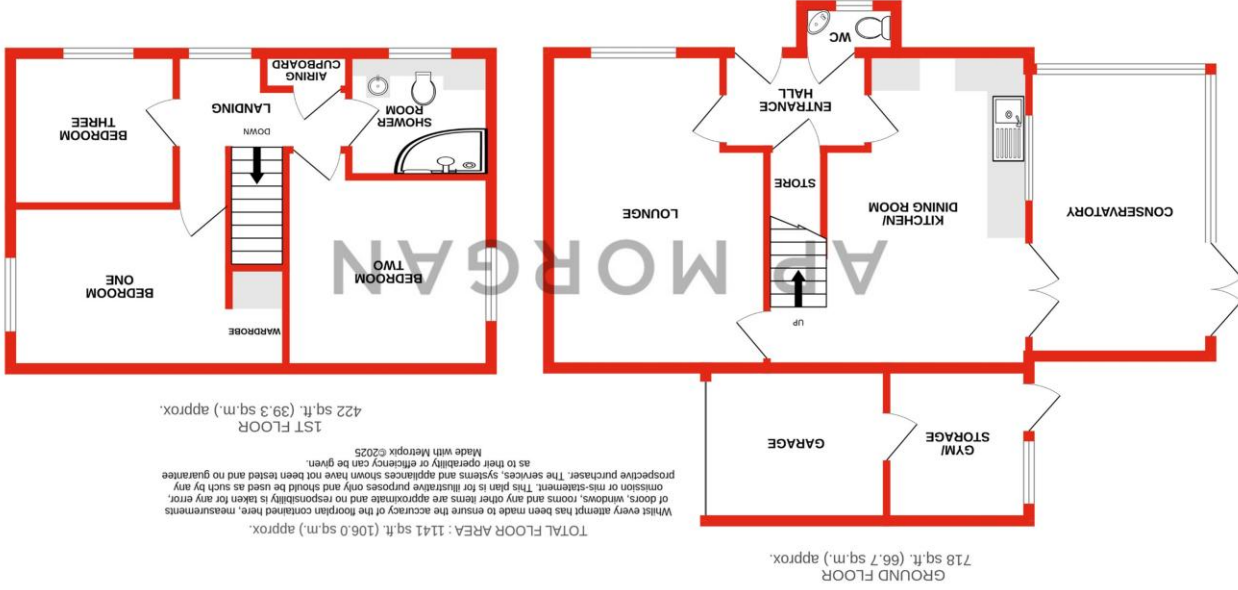 GROUND FLOOR
718 sq.ft. (66.7 sq.m.) approx.
GYM/
STORAGE
GARAGE
UP
CONSERVATORY
KITCHEN/
DINING ROOM
LOUNGE
STORE
ENTRANCE
HALL
WC
1ST FLOOR
422 sq.ft. (39.3 sq.m.) approx.
WARDROBE
BEDROOM
TWO
BEDROOM
ONE
DOWN
SHOWER
ROOM
LANDING
BEDROOM
THREE
AIRING
CUPBOARD
AP MORGAN
TOTAL FLOOR AREA : 1141 sq.ft. (106.0 sq.m.) approx.
Whilst every attempt has been made to ensure the accuracy of the floorplan contained here, measurements
of doors, windows, rooms and any other items are approximate and no responsibility is taken for any error,
omission or mis-statement. This plan is for illustrative purposes only and should be used as such by any
prospective purchaser. The services, systems and appliances shown have not been tested and no guarantee
as to their operability or efficiency can be given.
Made with Metropix ©2025